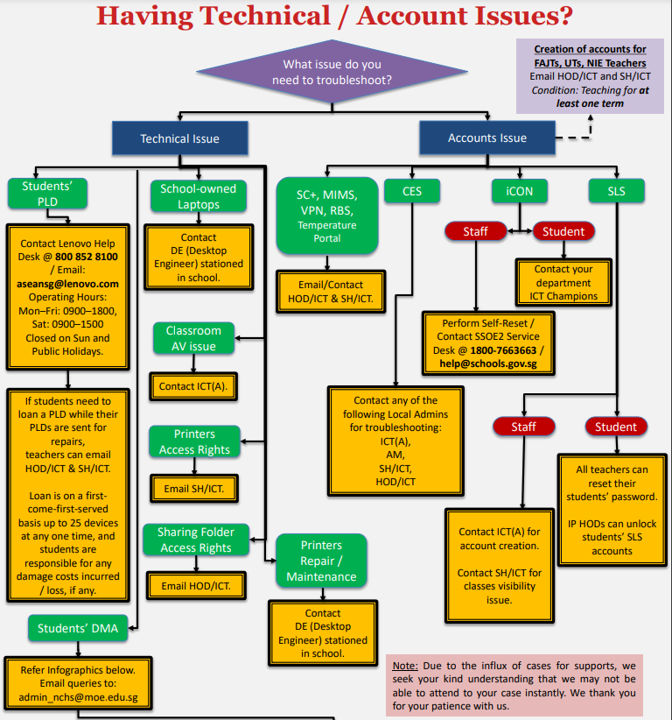 Having Technical / Account Issues?
What issue do you
need to troubleshoot?
Creation of accounts for
FAJTs, UTs, NIE Teachers
Email HOD/ICT and SH/ICT
Condition: Teaching for at
least one term
Technical Issue
Accounts Issue
Students’
PLD
School-owned
Laptops
SC+, MIMS,
VPN, RBS,
Temperature
Portal
CES
iCON
SLS
Staff
Student
Contact Lenovo Help
Desk @ 800 852 8100
/ Email:
aseansg@lenovo.com
Operating Hours:
Mon–Fri: 0900–1800,
Sat: 0900–1500
Closed on Sun and
Public Holidays.
Contact
DE (Desktop
Engineer) stationed
in school.
Email/Contact
HOD/ICT & SH/ICT.
Contact your
department
ICT Champions
Perform Self-Reset /
Contact SSOE2 Service
Desk @ 1800-7663663 /
help@schools.gov.sg
Classroom
AV issue
Contact ICT(A).
If students need to
loan a PLD while their
PLDs are sent for
repairs,
teachers can email
HOD/ICT & SH/ICT.
Loan is on a first-
come-first-served
basis up to 25 devices
at any one time, and
students are
responsible for any
damage costs incurred
/ loss, if any.
Contact any of the
following Local Admins
for troubleshooting:
ICT(A),
AM,
SH/ICT,
HOD/ICT
Printers
Access Rights
Email SH/ICT.
Staff
Student
All teachers can
reset their
students’ password.
IP HODs can unlock
students’ SLS
accounts
Contact ICT(A) for
account creation.
Contact SH/ICT for
classes visibility
issue.
Sharing Folder
Access Rights
Email HOD/ICT.
Printers
Repair /
Maintenance
Contact
DE (Desktop
Engineer) stationed
in school.
Students’ DMA
Refer Infographics below.
Email queries to:
admin_nchs@moe.edu.sg
Note: Due to the influx of cases for supports, we
seek your kind understanding that we may not be
able to attend to your case instantly. We thank you
for your patience with us.